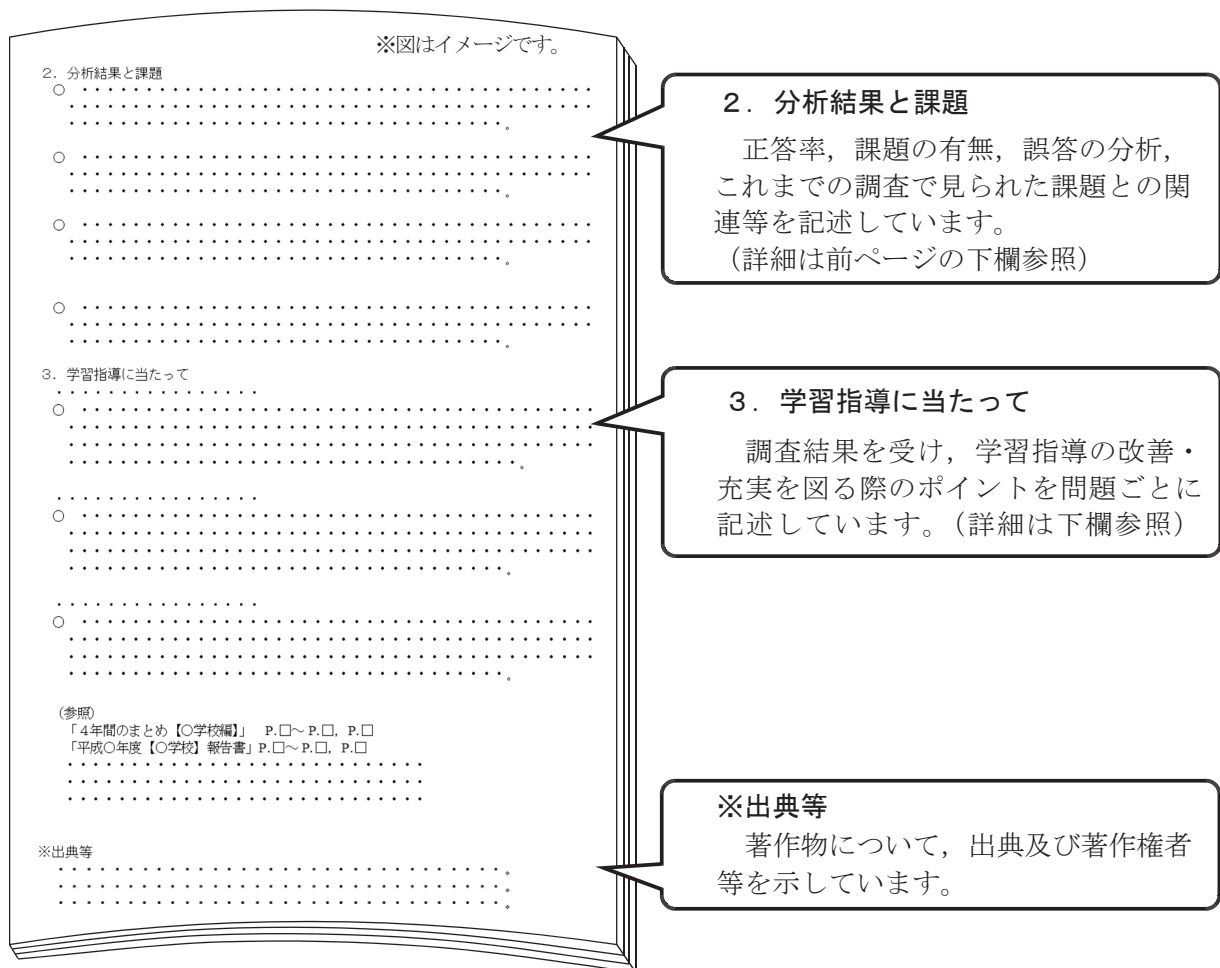 ※図はイメージです。
2．分析結果と課題
○ ・・・・・・・・・・・・・・・・・・・・・・・・・・・・・・
・・・・・・・・・・・・・・・・・・・・・・・・・・・・・・・
・・・・・・・・・・・・・・・・・・・・・・・・・・。
○ ・・・・・・・・・・・・・・・・・・・・・・・・・・・・・・
・・・・・・・・・・・・・・・・・・・・・・・・・・・・・・・
・・・・・・・・・・・・・・・・・・・・・・・・・・。
○ ・・・・・・・・・・・・・・・・・・・・・・・・・・・・・・
・・・・・・・・・・・・・・・・・・・・・・・・・・・・・・・
・・・・・・・・・・・・・・・・・・・・・・・・・・。
○ ・・・・・・・・・・・・・・・・・・・・・・・・・・・・・・
・・・・・・・・・・・・・・・・・・・・・・・・・・・・・・・
・・・・・・・・・・・・・・・・・・・・・・・・・・。
3．学習指導に当たって
・・・・・・・・・・・・・・・・
○ ・・・・・・・・・・・・・・・・・・・・・・・・・・・・・・
・・・・・・・・・・・・・・・・・・・・・・・・・・・・・・・
・・・・・・・・・・・・・・・・・・・・・・・・・・・・・・・
・・・・・・・・・・・・・・・・・・・・・・・・・・・。
・・・・・・・・・・・・・・・・
○ ・・・・・・・・・・・・・・・・・・・・・・・・・・・・・・
・・・・・・・・・・・・・・・・・・・・・・・・・・・・・・・
・・・・・・・・・・・・・・・・・・・・・・・・・・・・・・・
・・・・・・・・・・・・・・・・・・・・・・・・・・。
・・・・・・・・・・・・・・・・
○ ・・・・・・・・・・・・・・・・・・・・・・・・・・・・・・
・・・・・・・・・・・・・・・・・・・・・・・・・・・・・・・
・・・・・・・・・・・・・・・・・・・・・・・・・・・・・・・
・・・・・・・・・・・・・・・・・・・・・・・・・・。
（参照）
「４年間のまとめ【○学校編】」 P.□～P.□，P.□
「平成○年度【○学校】報告書」P.□～P.□，P.□
・・・・・・・・・・・・・・・・・・・・・・・・・・・・
・・・・・・・・・・・・・・・・・・・・・・・・・・・・
・・・・・・・・・・・・・・・・・・・・・・・・・・・・
※出典等
・・・・・・・・・・・・・・・・・・・・・・・・・・・。
・・・・・・・・・・・・・・・・・・・・・・・・・・・。
・・・・・・・・・・・・・・・・・・・・・・・・・・・。
２．分析結果と課題
正答率，課題の有無，誤答の分析，
これまでの調査で見られた課題との関
連等を記述しています。
（詳細は前ページの下欄参照）
３．学習指導に当たって
調査結果を受け，学習指導の改善・
充実を図る際のポイントを問題ごとに
記述しています。（詳細は下欄参照）
※出典等
著作物について，出典及び著作権者
等を示しています。